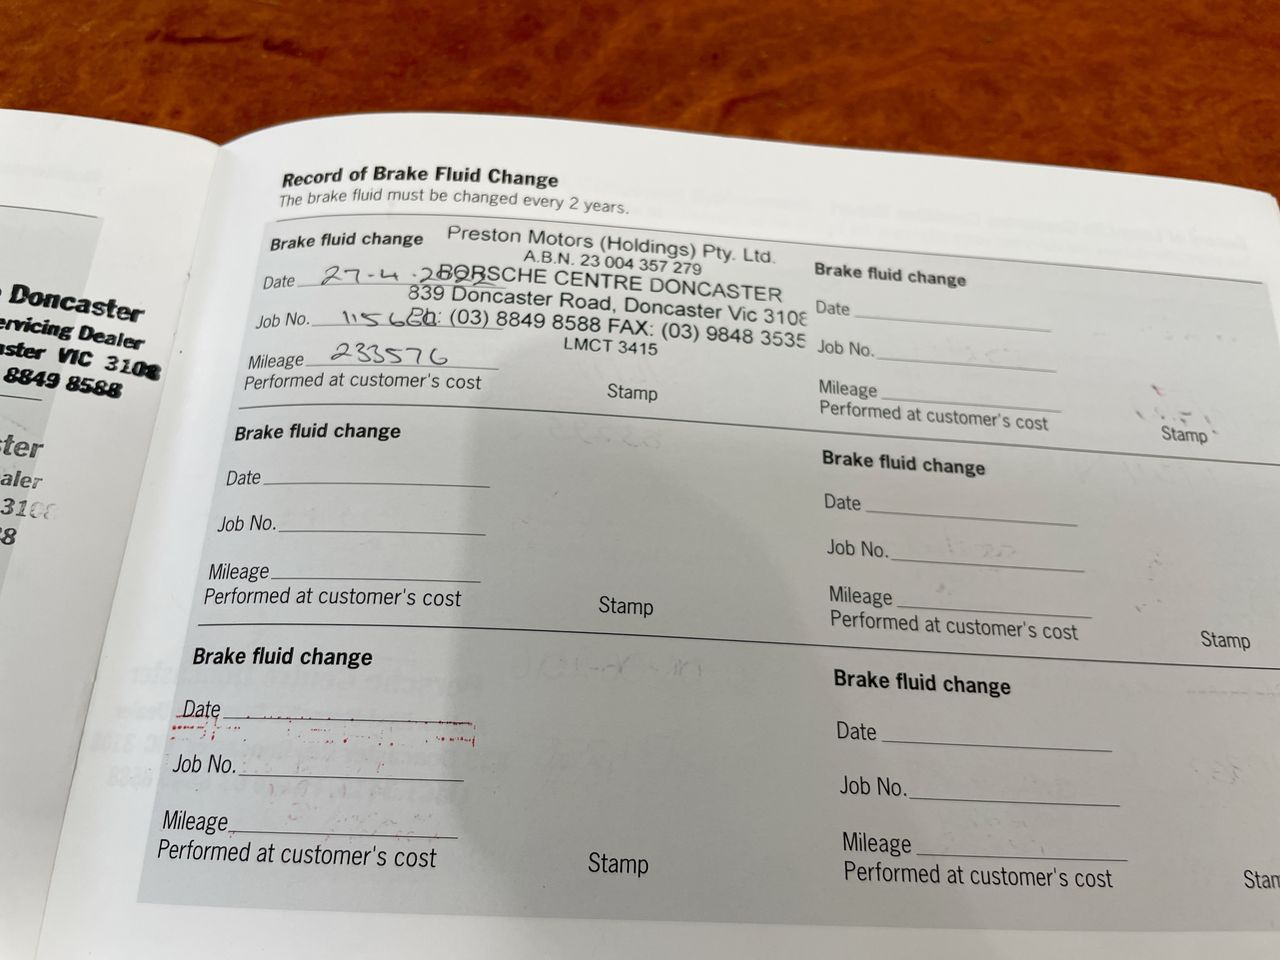 Doncaster
Servicing Dealer
VIC 3108
8849 8588
Record of Brake Fluid Change
The brake fluid must be changed every 2 years.
Brake fluid change
Preston Motors (Holdings) Pty. Ltd.
A.B.N. 23 004 357 279
PORSCHE CENTRE DONCASTER
839 Doncaster Road, Doncaster Vic 3108
(03) 8849 8588 FAX: (03) 9848 3535
LMCT 3415
Date 27-4
Job No.
Mileage 233576
Performed at customer's cost
Stamp
Brake fluid change
Date
Job No.
Mileage
Performed at customer's cost
Stamp
Brake fluid change
Date
Job No.
Mileage
Performed at customer's cost
Stamp
Brake fluid change
Date
Job No.
Mileage
Performed at customer's cost
Stamp
Brake fluid change
Date
Job No.
Mileage
Performed at customer's cost
Stamp
Brake fluid change
Date
Job No.
Mileage
Performed at customer's cost